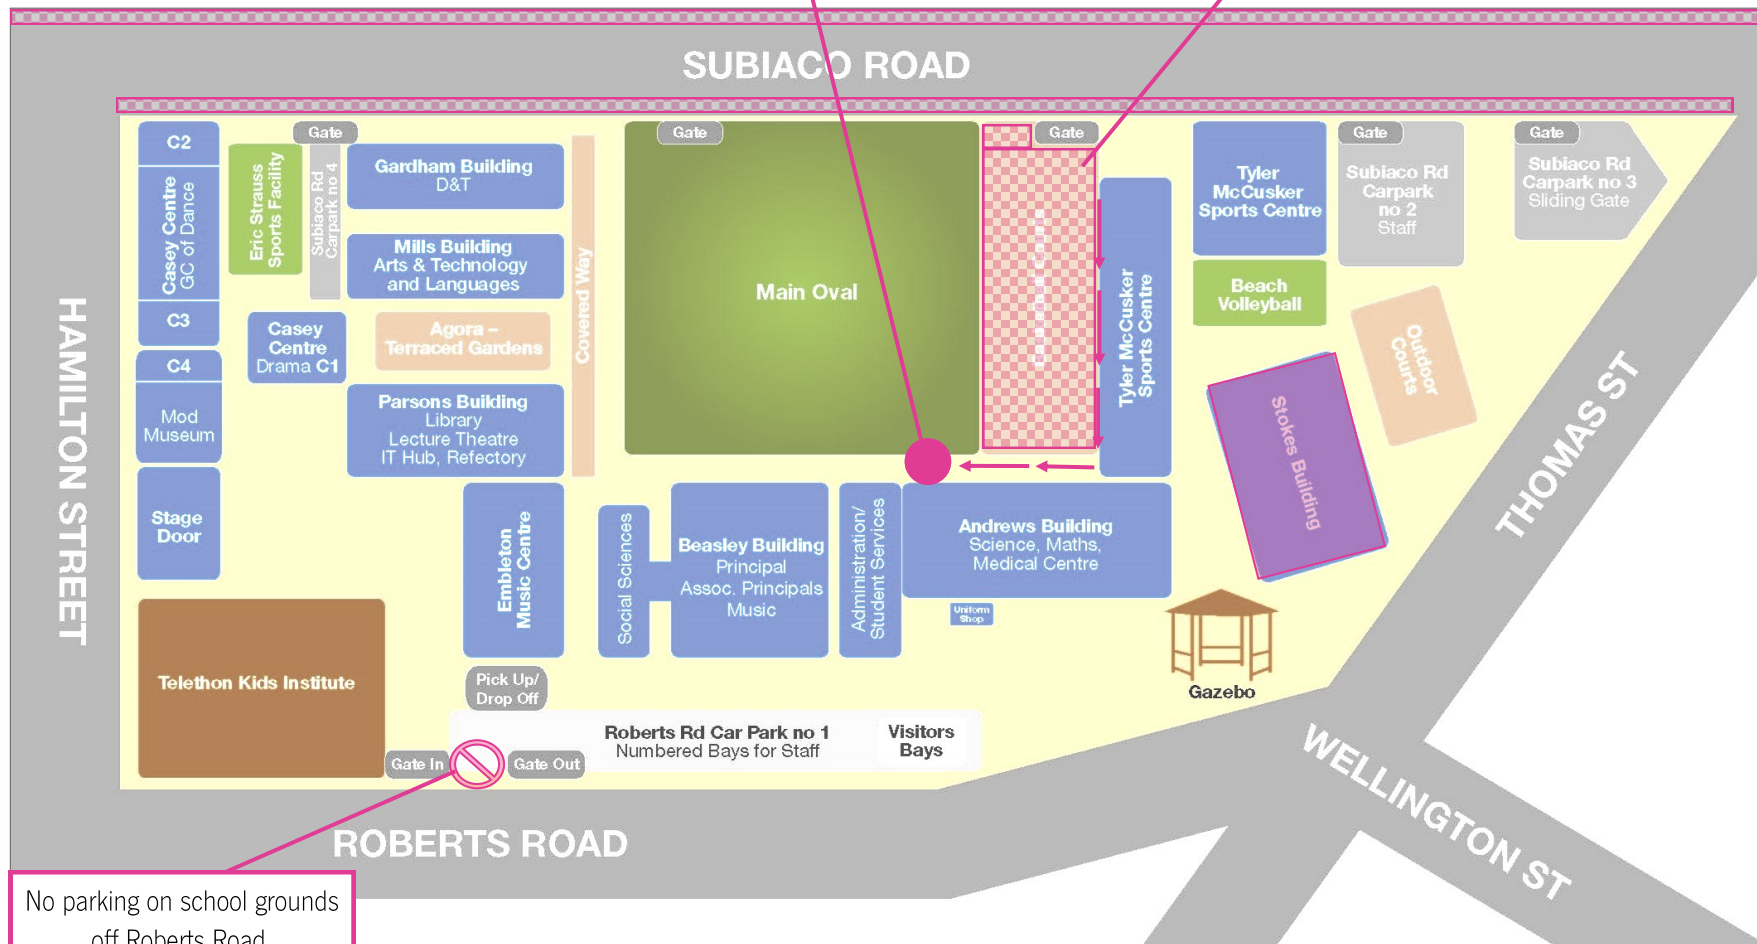 SUBIACO ROAD
C2
Gate
Gate
Gate
Gate
Gate
Casey Centre
GC of Dance
Eric Strauss
Sports Facility
Subiaco Rd
Carpark no 4
Gardham Building
D&T
Mills Building
Arts & Technology
and Languages
Covered Way
Main Oval
Tyler McCusker
Sports Centre
Tyler
McCusker
Sports Centre
Subiaco Rd
Carpark
no 2
Staff
Subiaco Rd
Carpark no 3
Sliding Gate
Beach
Volleyball
C3
Casey
Centre
Drama C1
Agora –
Terraced Gardens
C4
Mod
Museum
Parsons Building
Library
Lecture Theatre
IT Hub, Refectory
Outdoor
Courts
Stokes Building
HAMILTON STREET
THOMAS ST
Stage
Door
Embleton
Music Centre
Social Sciences
Beasley Building
Principal
Assoc. Principals
Music
Administration/
Student Services
Andrews Building
Science, Maths,
Medical Centre
Uniform
Shop
Gazebo
Telethon Kids Institute
Pick Up/
Drop Off
Roberts Rd Car Park no 1
Numbered Bays for Staff
Visitors
Bays
Gate In
Gate Out
WELLINGTON ST
ROBERTS ROAD
No parking on school grounds
off Roberts Road